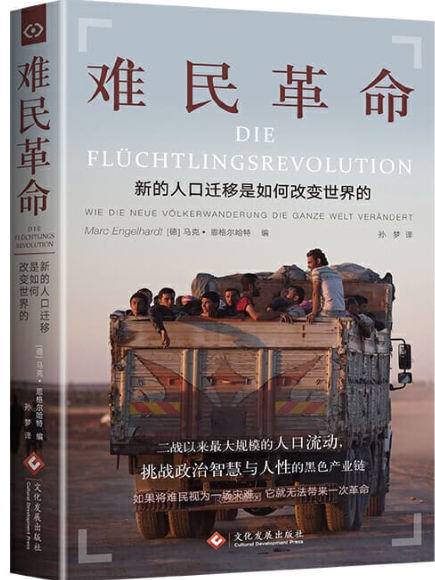 难民革命
DIE
FLÜCHTLINGSREVOLUTION
新的人口迁移是如何改变世界的
WIE DIE NEUE VÖLKERWANDERUNG DIE GANZE WELT VERÄNDERT
Marc Engelhardt [德] 马克·恩格尔哈特 编
孙 梦 译
二战以来最大规模的人口流动，
挑战政治智慧与人性的黑色产业链
如果将难民视为一场灾难，它就无法带来一次革命
文化发展出版社
Cultural Development Press
难民革命
DIE
FLÜCHTLINGS
REVOLUTION
新的人口迁移
是如何
改变世界的
[德] 马克·恩格尔哈特 编
孙 梦 译
文化发展出版社
Cultural Development Press